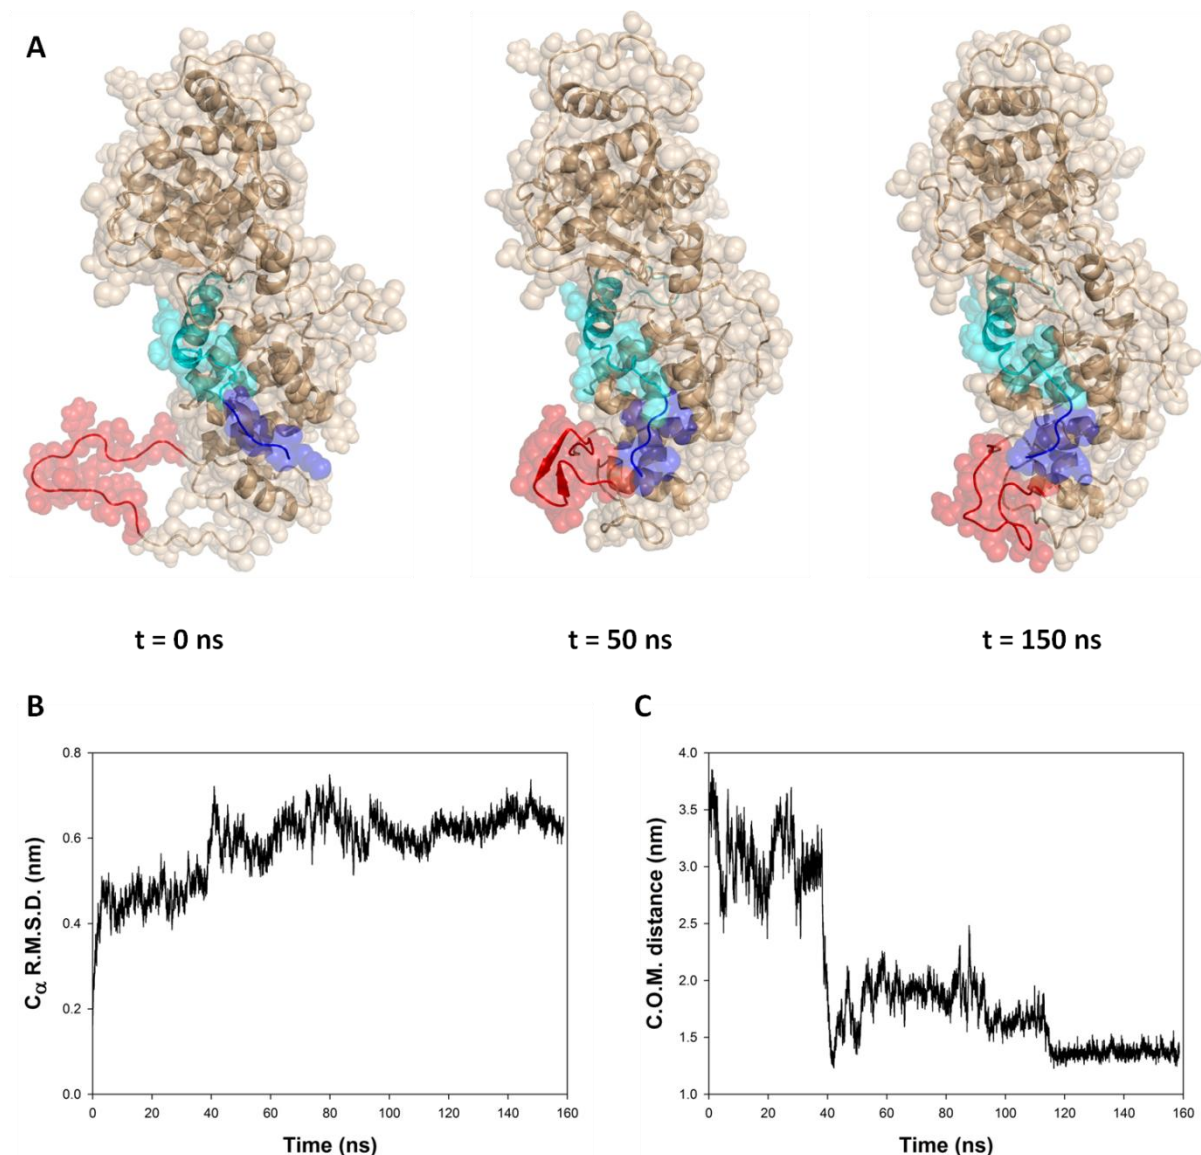 A
t = 0 ns
t = 50 ns
t = 150 ns
B
C
0.8
0.6
0.4
0.2
0.0
Cα R.M.S.D. (nm)
0 20 40 60 80 100 120 140 160
Time (ns)
4.0
3.5
3.0
2.5
2.0
1.5
1.0
C.O.M. distance (nm)
0 20 40 60 80 100 120 140 160
Time (ns)